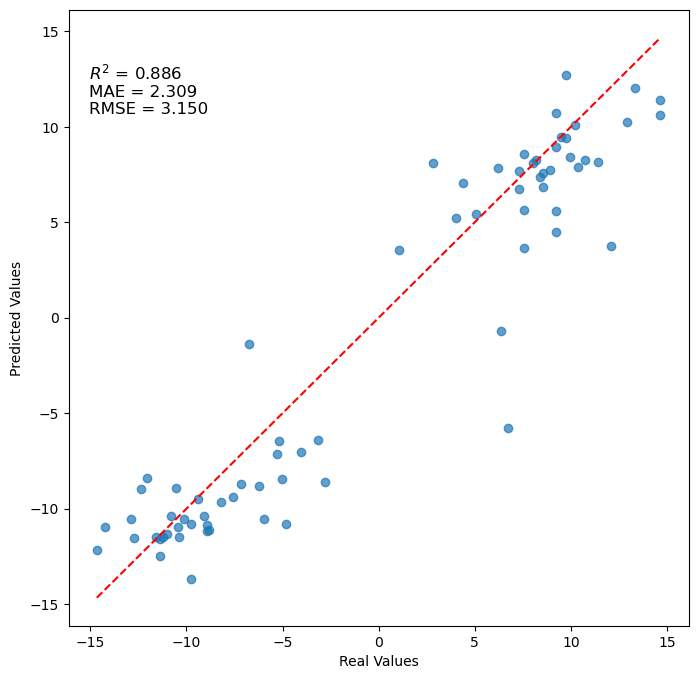 R² = 0.886
MAE = 2.309
RMSE = 3.150
15
10
5
0
−5
−10
−15
Predicted Values
−15 −10 −5 0 5 10 15
Real Values